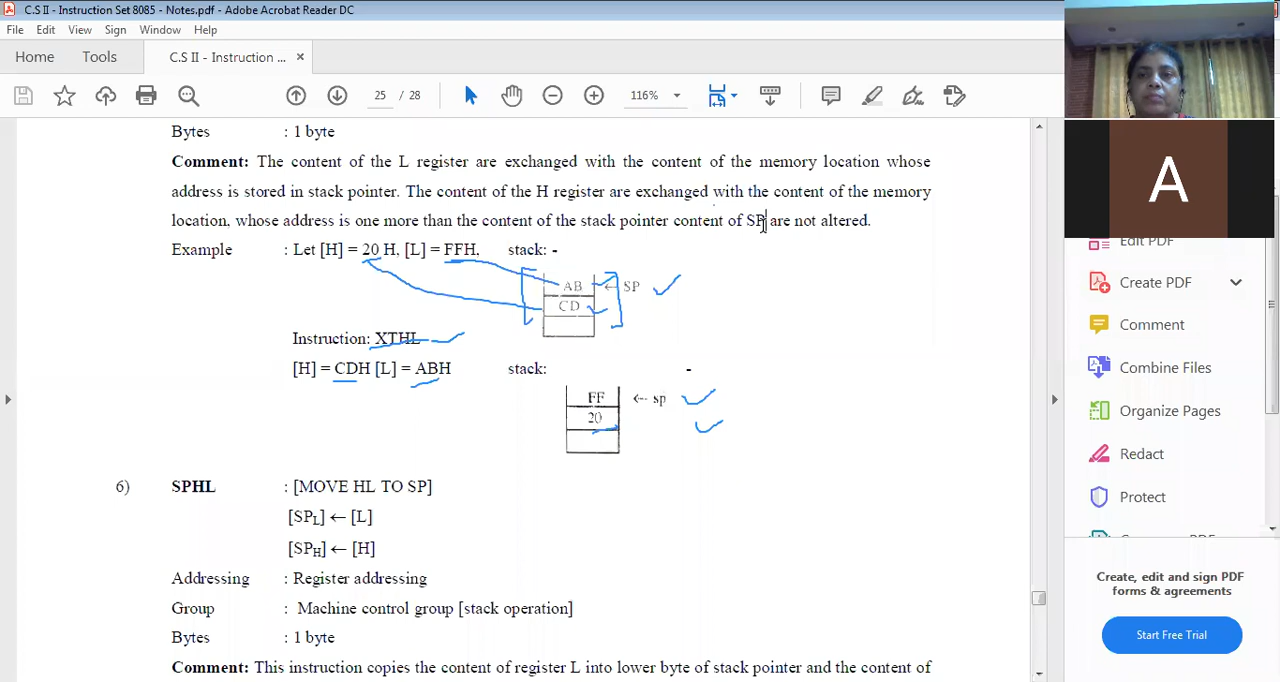 C.S II - Instruction Set 8085 - Notes.pdf - Adobe Acrobat Reader DC
File Edit View Sign Window Help
Home Tools C.S II - Instruction ... ×
25 / 28 116%
Bytes : 1 byte
Comment: The content of the L register are exchanged with the content of the memory location whose
address is stored in stack pointer. The content of the H register are exchanged with the content of the memory
location, whose address is one more than the content of the stack pointer content of SP are not altered.
Example : Let [H] = 20 H, [L] = FFH, stack: -
AB ← SP
CD
Instruction: XTHL
[H] = CDH [L] = ABH stack: -
FF ← sp
20
6) SPHL : [MOVE HL TO SP]
[SPL] ← [L]
[SPH] ← [H]
Addressing : Register addressing
Group : Machine control group [stack operation]
Bytes : 1 byte
Comment: This instruction copies the content of register L into lower byte of stack pointer and the content of
A
Edit PDF
Create PDF
Comment
Combine Files
Organize Pages
Redact
Protect
Create, edit and sign PDF
forms & agreements
Start Free Trial